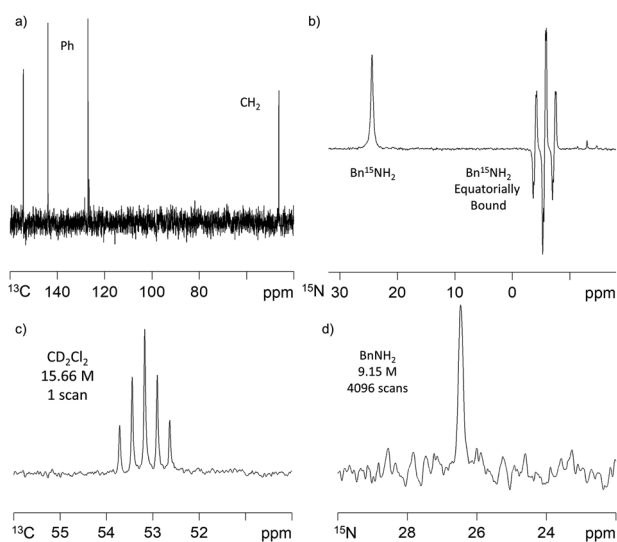 a)
Ph
CH₂
¹³C 140 120 100 80 ppm
b)
Bn¹⁵NH₂
Bn¹⁵NH₂
Equatorially
Bound
¹⁵N 30 20 10 0 ppm
c)
CD₂Cl₂
15.66 M
1 scan
¹³C 55 54 53 52 ppm
d)
BnNH₂
9.15 M
4096 scans
¹⁵N 28 26 24 ppm